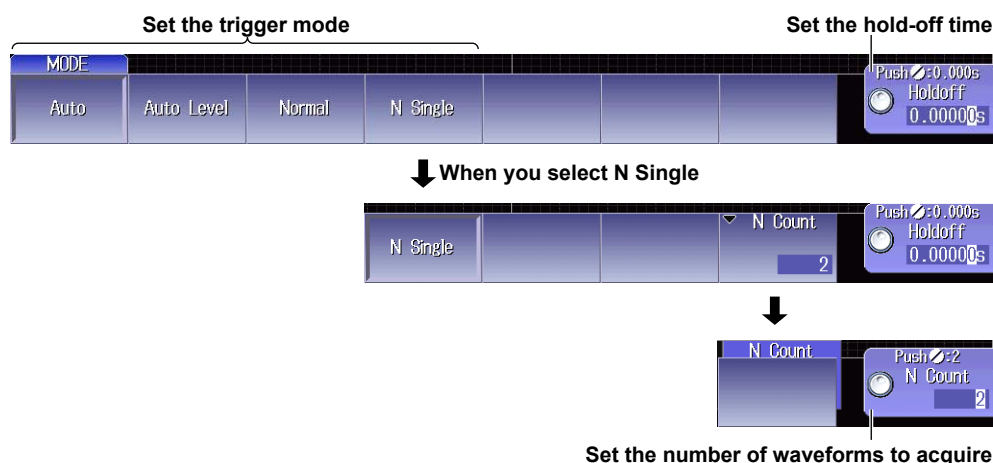 Set the trigger mode
Set the hold-off time
MODE
Auto
Auto Level
Normal
N Single
Push:0.000s
Holdoff
0.00000s
When you select N Single
N Single
N Count
2
Push:0.000s
Holdoff
0.00000s
N Count
Push:2
N Count
2
Set the number of waveforms to acquire